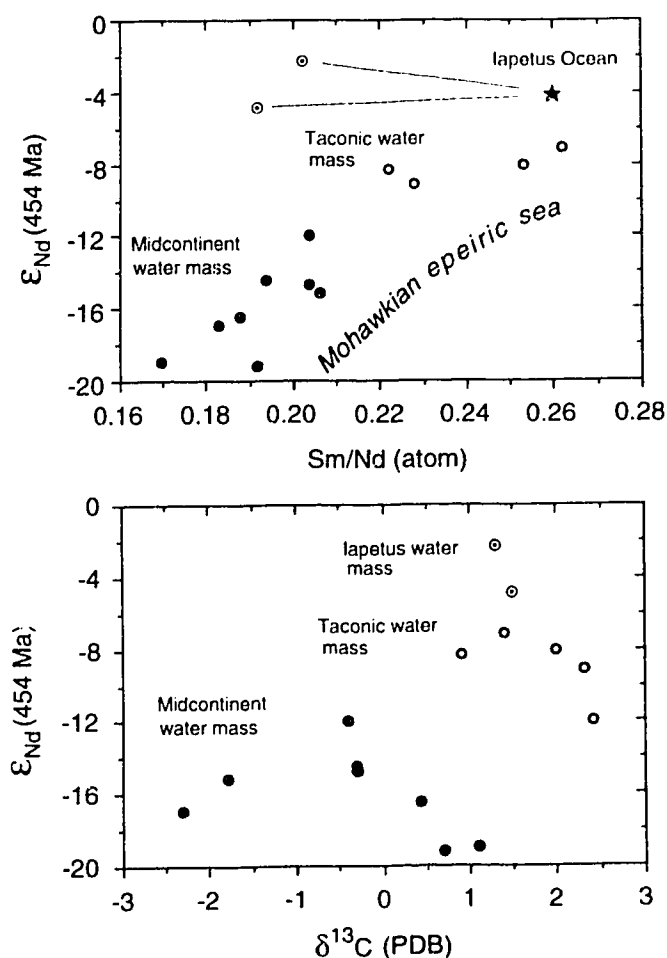 0
-4
-8
-12
-16
-20
εNd (454 Ma)
Iapetus Ocean
Taconic water
mass
Midcontinent
water mass
Mohawkian epeiric sea
0.16
0.18
0.20
0.22
0.24
0.26
0.28
Sm/Nd (atom)
0
-4
-8
-12
-16
-20
εNd (454 Ma)
Iapetus water
mass
Taconic water
mass
Midcontinent
water mass
-3
-2
-1
0
1
2
3
δ13C (PDB)